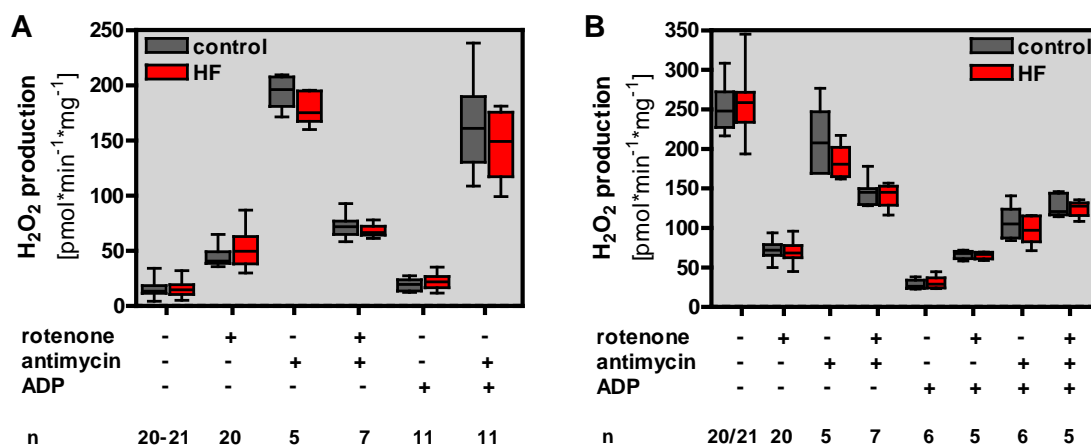 A
250
200
150
100
50
0
H₂O₂ production
[pmol*min⁻¹*mg⁻¹]
control
HF
rotenone - + - + - -
antimycin - - + + - +
ADP - - - - + +
n 20-21 20 5 7 11 11
B
350
300
250
200
150
100
50
0
H₂O₂ production
[pmol*min⁻¹*mg⁻¹]
control
HF
rotenone - + - + - + - +
antimycin - - + + - - + +
ADP - - - - + + + +
n 20/21 20 5 7 6 5 6 5